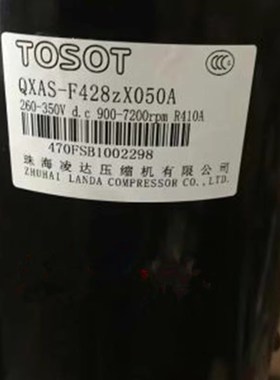 TOSOT
QXAS-F428zX050A
260-350V d.c 900-7200rpm R410A
470FSB1002298
珠海凌达压缩机有限公司
ZHUHAI LANDA COMPRESSOR CO.,LTD.